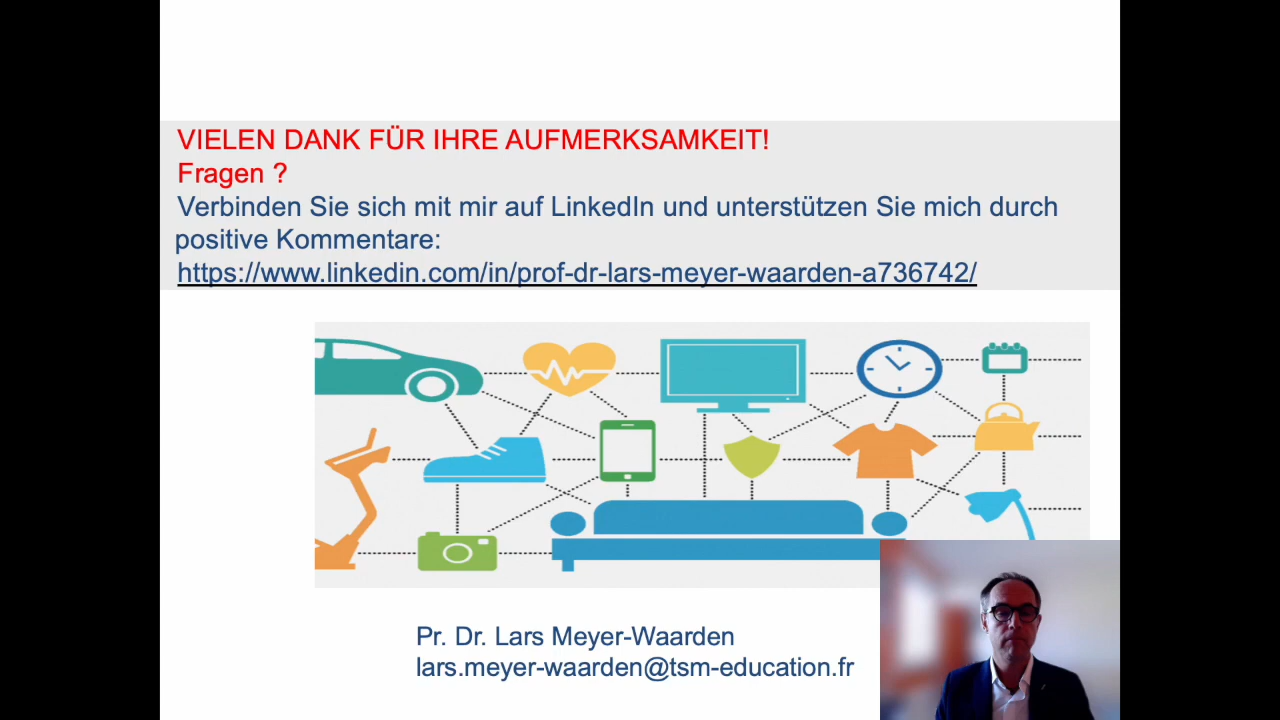 VIELEN DANK FÜR IHRE AUFMERKSAMKEIT!
Fragen ?
Verbinden Sie sich mit mir auf LinkedIn und unterstützen Sie mich durch
positive Kommentare:
https://www.linkedin.com/in/prof-dr-lars-meyer-waarden-a736742/
Pr. Dr. Lars Meyer-Waarden
lars.meyer-waarden@tsm-education.fr